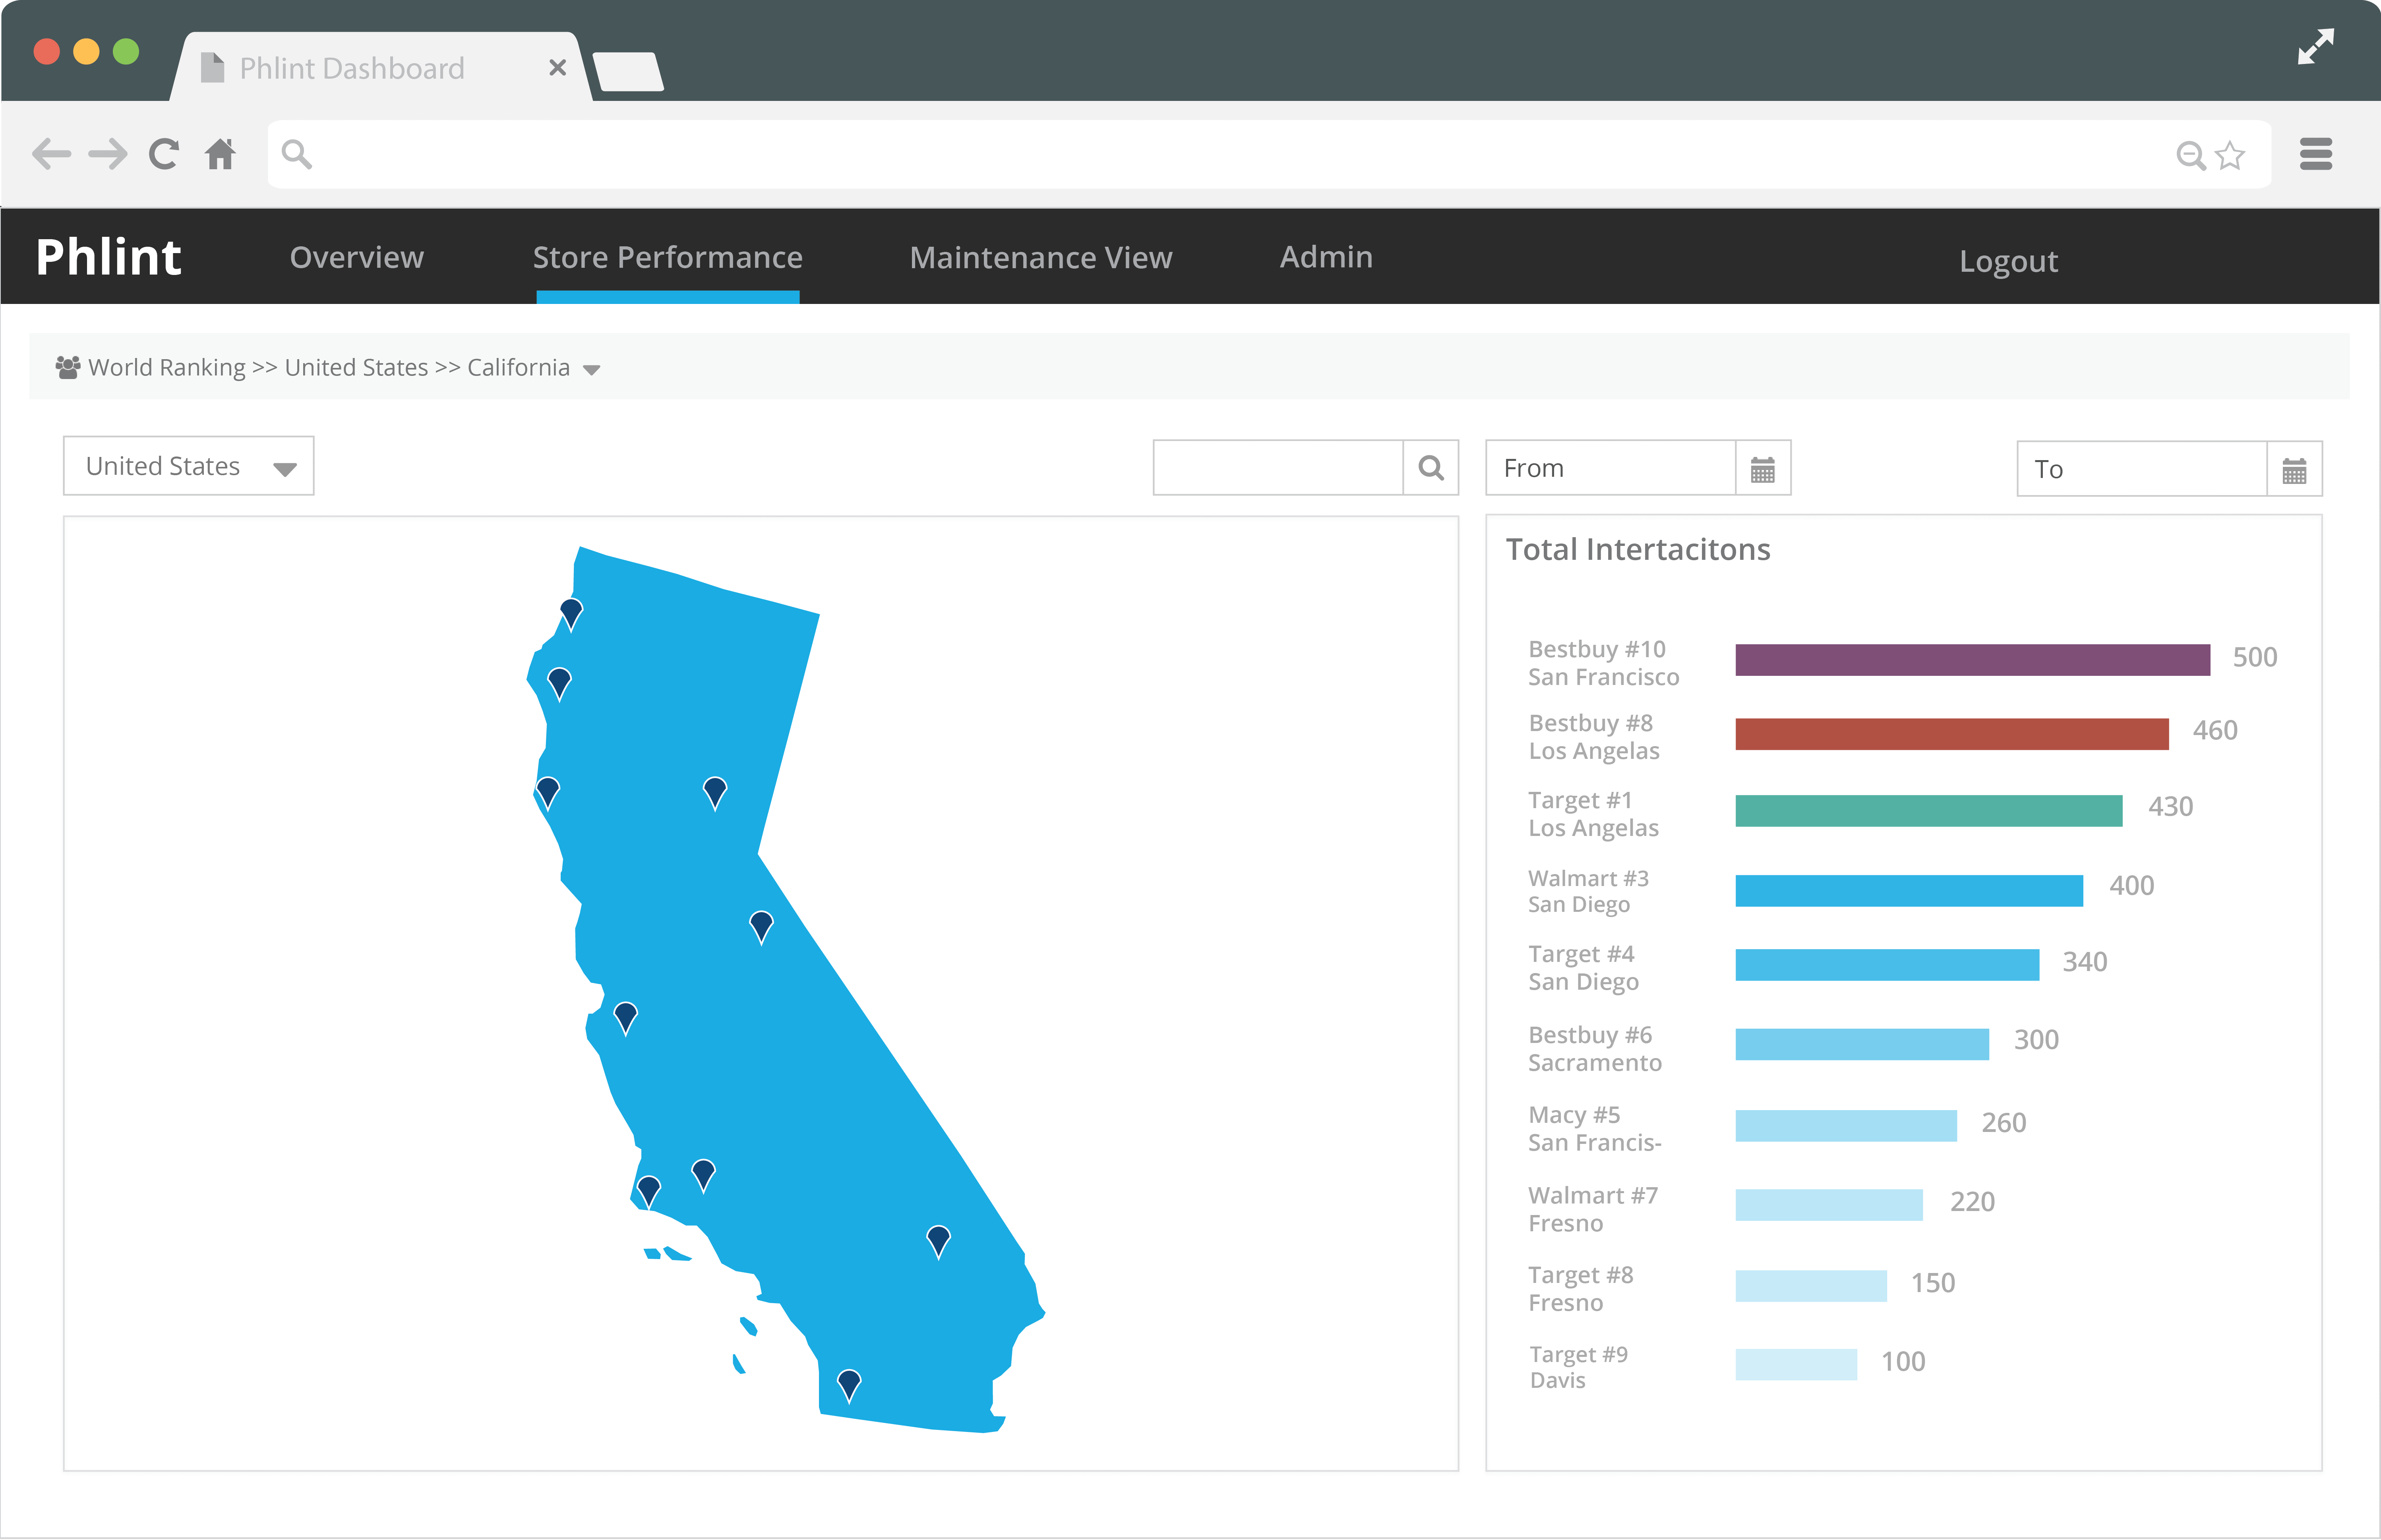 Phlint Dashboard
Phlint Overview Store Performance Maintenance View Admin Logout
World Ranking >> United States >> California
United States
From
To
Total Intertacitons
Bestbuy #10
San Francisco
500
Bestbuy #8
Los Angelas
460
Target #1
Los Angelas
430
Walmart #3
San Diego
400
Target #4
San Diego
340
Bestbuy #6
Sacramento
300
Macy #5
San Francis-
260
Walmart #7
Fresno
220
Target #8
Fresno
150
Target #9
Davis
100